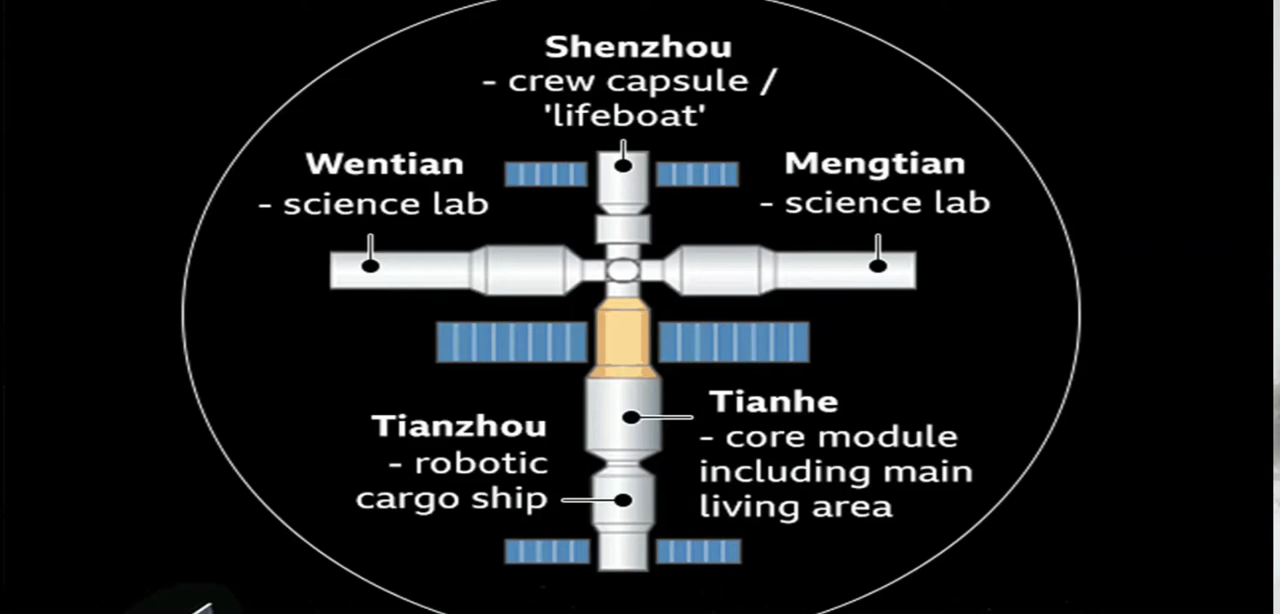 Shenzhou
- crew capsule /
'lifeboat'
Wentian
- science lab
Mengtian
- science lab
Tianzhou
- robotic
cargo ship
Tianhe
- core module
including main
living area